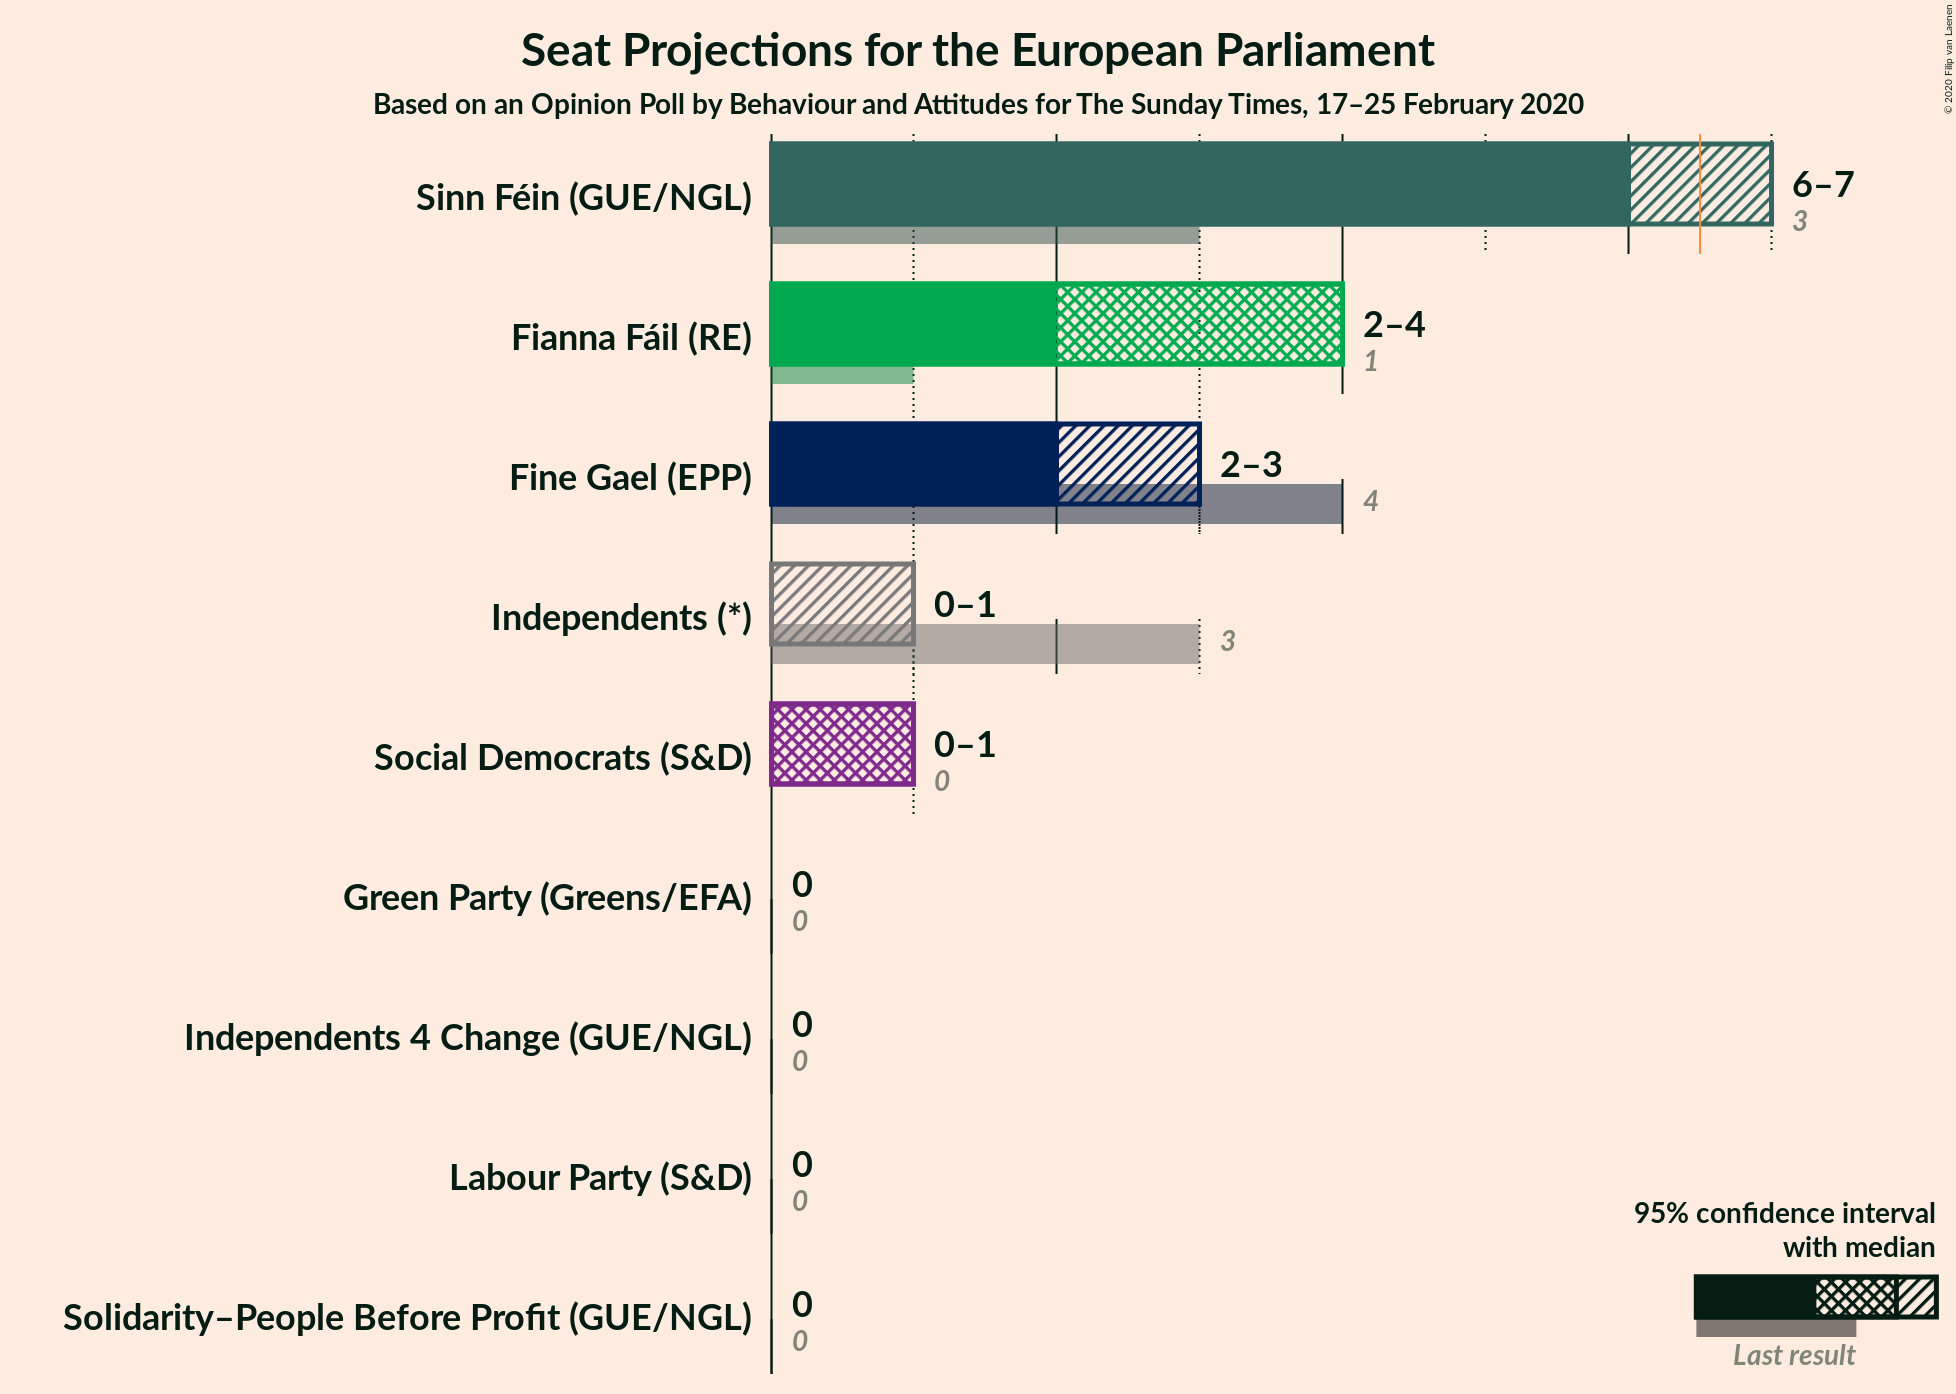 Seat Projections for the European Parliament
Based on an Opinion Poll by Behaviour and Attitudes for The Sunday Times, 17–25 February 2020
© 2020 Filip van Laenen
Sinn Féin (GUE/NGL)
6–7
3
Fianna Fáil (RE)
2–4
1
Fine Gael (EPP)
2–3
4
Independents (*)
0–1
3
Social Democrats (S&D)
0–1
0
Green Party (Greens/EFA)
0
0
Independents 4 Change (GUE/NGL)
0
0
Labour Party (S&D)
0
0
Solidarity–People Before Profit (GUE/NGL)
0
0
95% confidence interval
with median
Last result